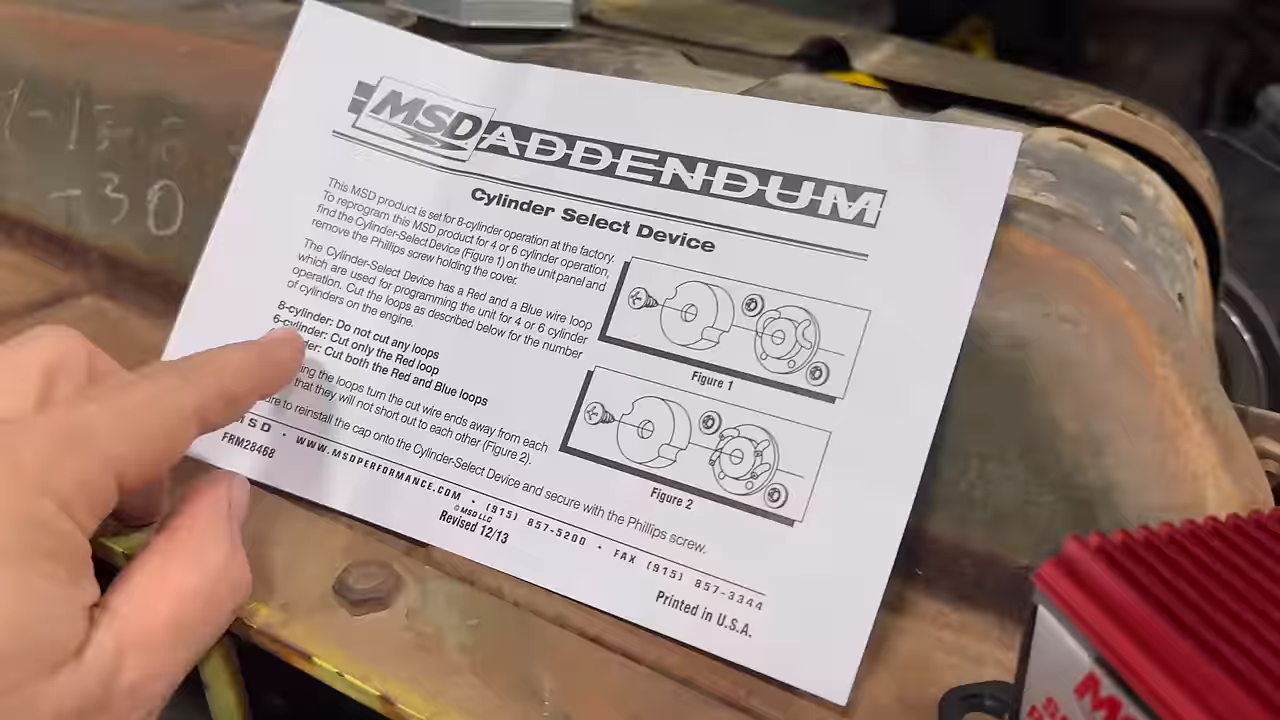 MSD ADDENDUM
Cylinder Select Device
This MSD product is set for 8-cylinder operation at the factory.
To reprogram this MSD product for 4 or 6 cylinder operation,
find the Cylinder-Select Device (Figure 1) on the unit panel and
remove the Phillips screw holding the cover.
The Cylinder-Select Device has a Red and a Blue wire loop
which are used for programming the unit for 4 or 6 cylinder
operation. Cut the loops as described below for the number
of cylinders on the engine.
8-cylinder: Do not cut any loops
6-cylinder: Cut only the Red loop
Cut both the Red and Blue loops
the loops turn the cut wire ends away from each
that they will not short out to each other (Figure 2).
to reinstall the cap onto the Cylinder-Select Device and secure with the Phillips screw.
Figure 1
Figure 2
MSD • WWW.MSDPERFORMANCE.COM • (915) 857-5200 • FAX (915) 857-3344
© MSD LLC
FRM28468
Revised 12/13
Printed in U.S.A.
-30